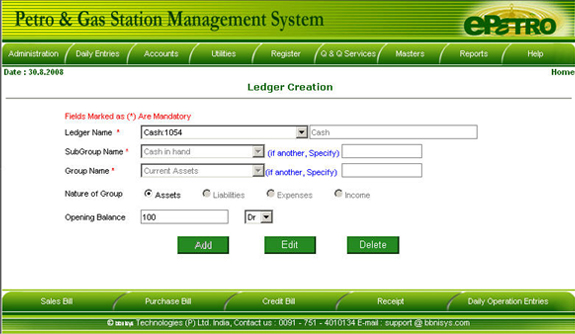 Petro & Gas Station Management System
ePETRO
Administration Daily Entries Accounts Utilities Register Q & Q Services Masters Reports Help
Date : 30.8.2008 Home
Ledger Creation
Fields Marked as (*) Are Mandatory
Ledger Name * Cash:1054 Cash
SubGroup Name * Cash in hand (if another, Specify)
Group Name * Current Assets (if another, Specify)
Nature of Group Assets Liabilities Expenses Income
Opening Balance 100 Dr
Add Edit Delete
Sales Bill Purchase Bill Credit Bill Receipt Daily Operation Entries
© Technologies (P) Ltd. India, Contact us : 0091 - 751 - 4010134 E-mail : support @ bbnisys.com